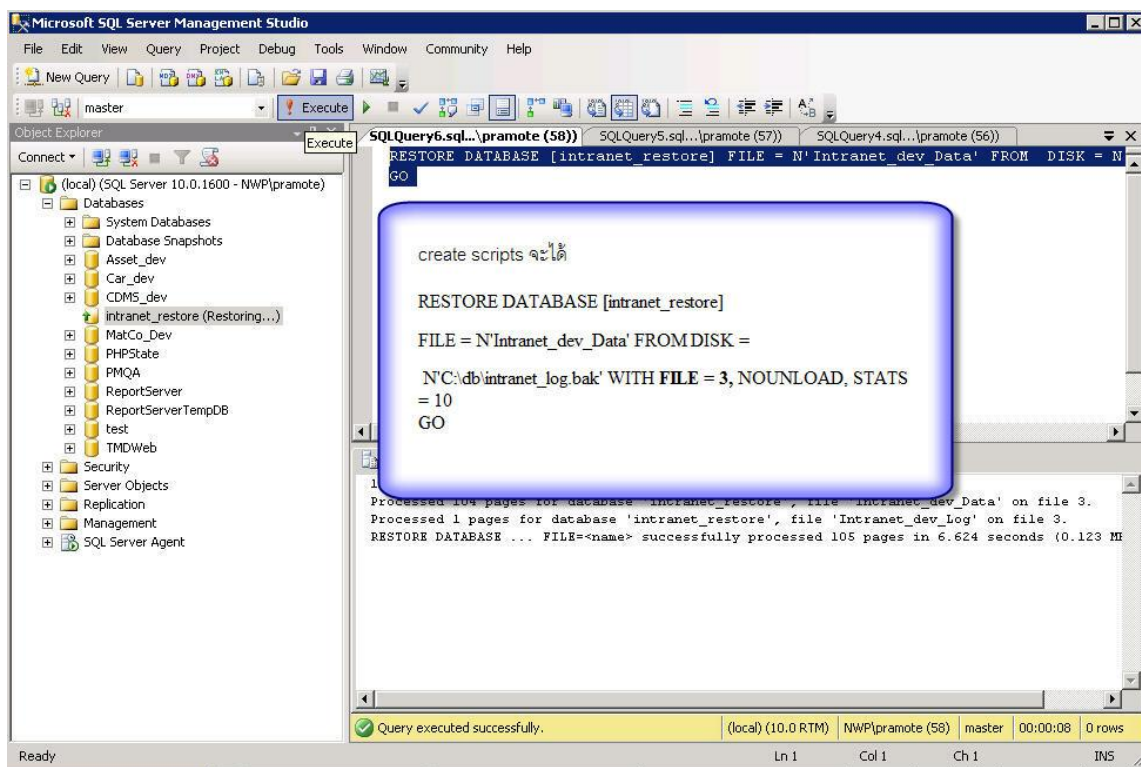 Microsoft SQL Server Management Studio
File Edit View Query Project Debug Tools Window Community Help
New Query
master Execute
Object Explorer
Execute
SQLQuery6.sql...\pramote (58)) SQLQuery5.sql...\pramote (57)) SQLQuery4.sql...\pramote (56))
Connect
RESTORE DATABASE [intranet_restore] FILE = N'Intranet_dev_Data' FROM DISK = N
GO
(local) (SQL Server 10.0.1600 - NWP\pramote)
Databases
System Databases
Database Snapshots
Asset_dev
Car_dev
CDMS_dev
intranet_restore (Restoring...)
MatCo_Dev
PHPState
PMQA
ReportServer
ReportServerTempDB
test
TMDWeb
Security
Server Objects
Replication
Management
SQL Server Agent
create scripts จะได้
RESTORE DATABASE [intranet_restore]
FILE = N'Intranet_dev_Data' FROM DISK =
N'C:\db\intranet_log.bak' WITH FILE = 3, NOUNLOAD, STATS
= 10
GO
Processed 104 pages for database 'intranet_restore', file 'Intranet_dev_Data' on file 3.
Processed 1 pages for database 'intranet_restore', file 'Intranet_dev_Log' on file 3.
RESTORE DATABASE ... FILE=<name> successfully processed 105 pages in 6.624 seconds (0.123 
Query executed successfully. (local) (10.0 RTM) NWP\pramote (58) master 00:00:08 0 rows
Ready Ln 1 Col 1 Ch 1 INS